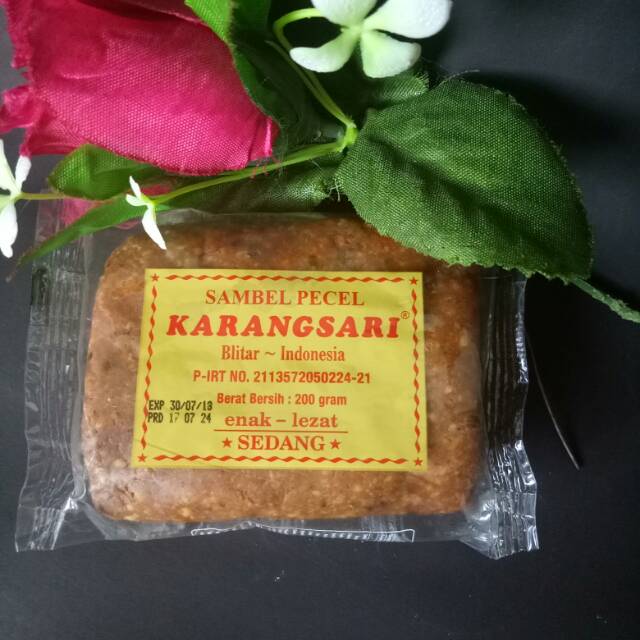 SAMBEL PECEL
KARANGSARI®
Blitar ~ Indonesia
P-IRT NO. 2113572050224-21
Berat Bersih : 200 gram
EXP 30/07/18
PRD 17 07 24
enak – lezat
★ SEDANG ★